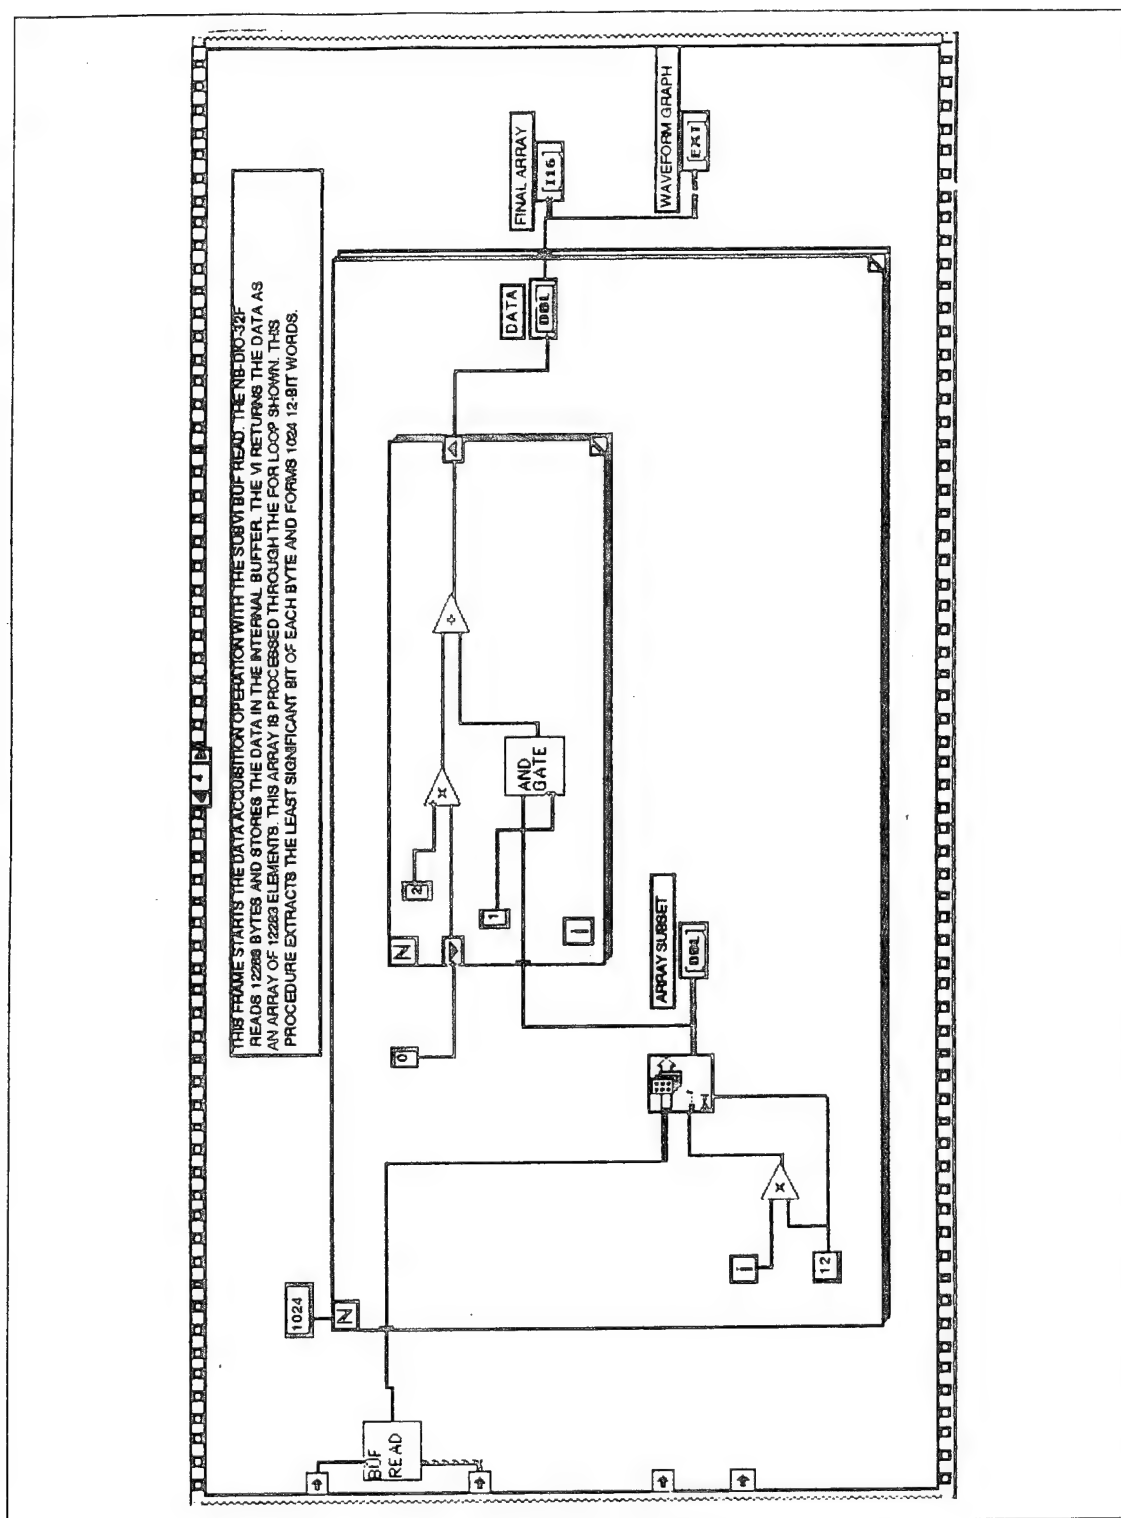 4
THIS FRAME STARTS THE DATA ACQUISITION OPERATION WITH THE SUBVI BUF READ. THE NB-DIO-32F
READS 12288 BYTES AND STORES THE DATA IN THE INTERNAL BUFFER. THE VI RETURNS THE DATA AS
AN ARRAY OF 12283 ELEMENTS. THIS ARRAY IS PROCESSED THROUGH THE FOR LOOP SHOWN. THIS
PROCEDURE EXTRACTS THE LEAST SIGNIFICANT BIT OF EACH BYTE AND FORMS 1024 12-BIT WORDS.
1024
N
BUF
READ
N
0
2
1
AND
GATE
i
DATA
DBL
FINAL ARRAY
[I16]
ARRAY SUBSET
[DBL]
WAVEFORM GRAPH
[EXT]
i
12